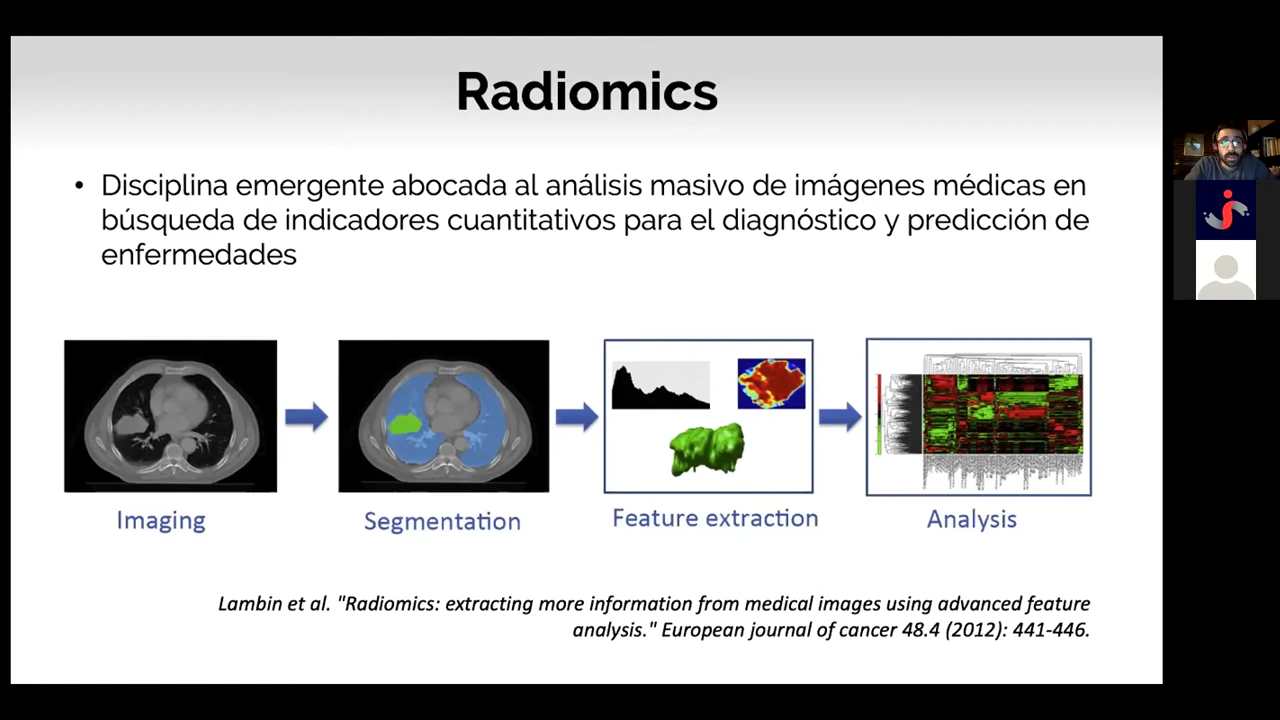 Radiomics
• Disciplina emergente abocada al análisis masivo de imágenes médicas en
búsqueda de indicadores cuantitativos para el diagnóstico y predicción de
enfermedades
Imaging
Segmentation
Feature extraction
Analysis
Lambin et al. "Radiomics: extracting more information from medical images using advanced feature
analysis." European journal of cancer 48.4 (2012): 441-446.